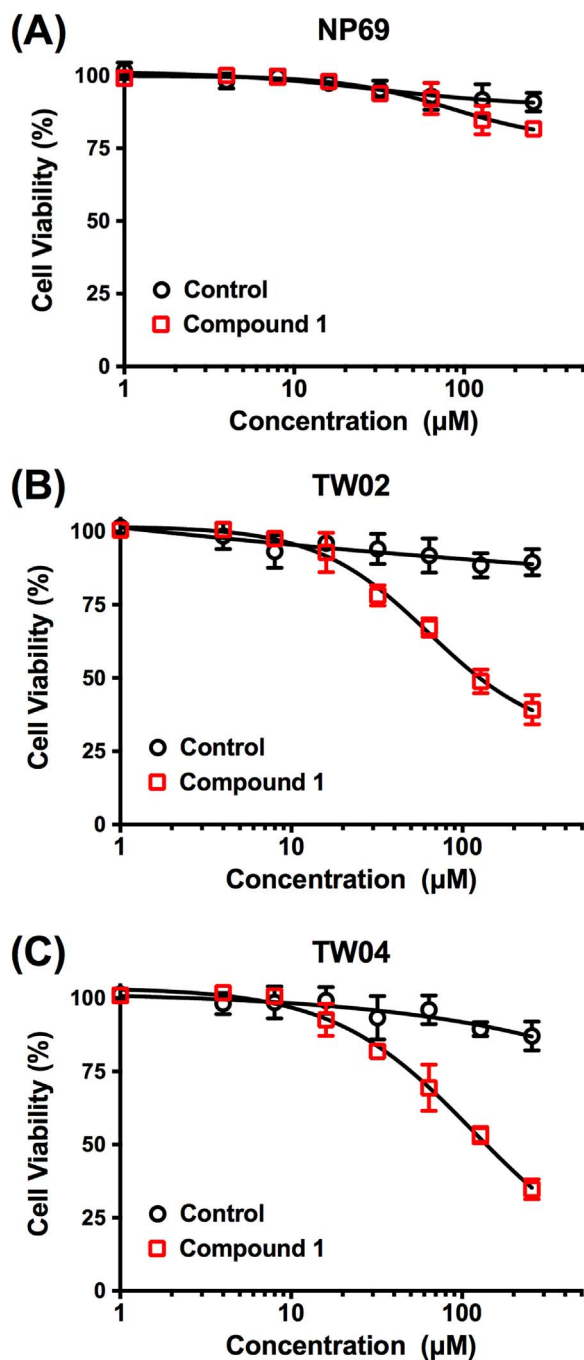 (A)
NP69
Cell Viability (%)
100
75
50
25
0
Control
Compound 1
1
10
100
Concentration (µM)
(B)
TW02
Cell Viability (%)
100
75
50
25
0
Control
Compound 1
1
10
100
Concentration (µM)
(C)
TW04
Cell Viability (%)
100
75
50
25
0
Control
Compound 1
1
10
100
Concentration (µM)